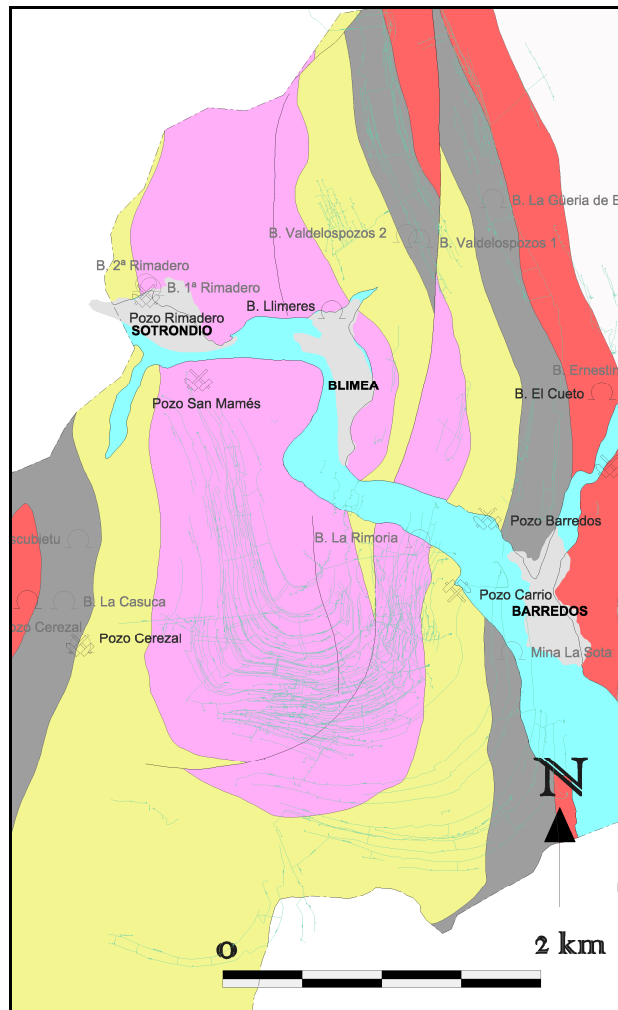 B. La Güeria de B
B. Valdelospozos 2
B. Valdelospozos 1
B. 2ª Rimadero
B. 1ª Rimadero
B. Llimeres
Pozo Rimadero
SOTRONDIO
B. Ernestin
BLIMEA
B. El Cueto
Pozo San Mamés
Pozo Barredos
scubietu
B. La Rimoria
Pozo Carrio
B. La Casuca
BARREDOS
ozo Cerezal
Pozo Cerezal
Mina La Sota
N
0
2 km